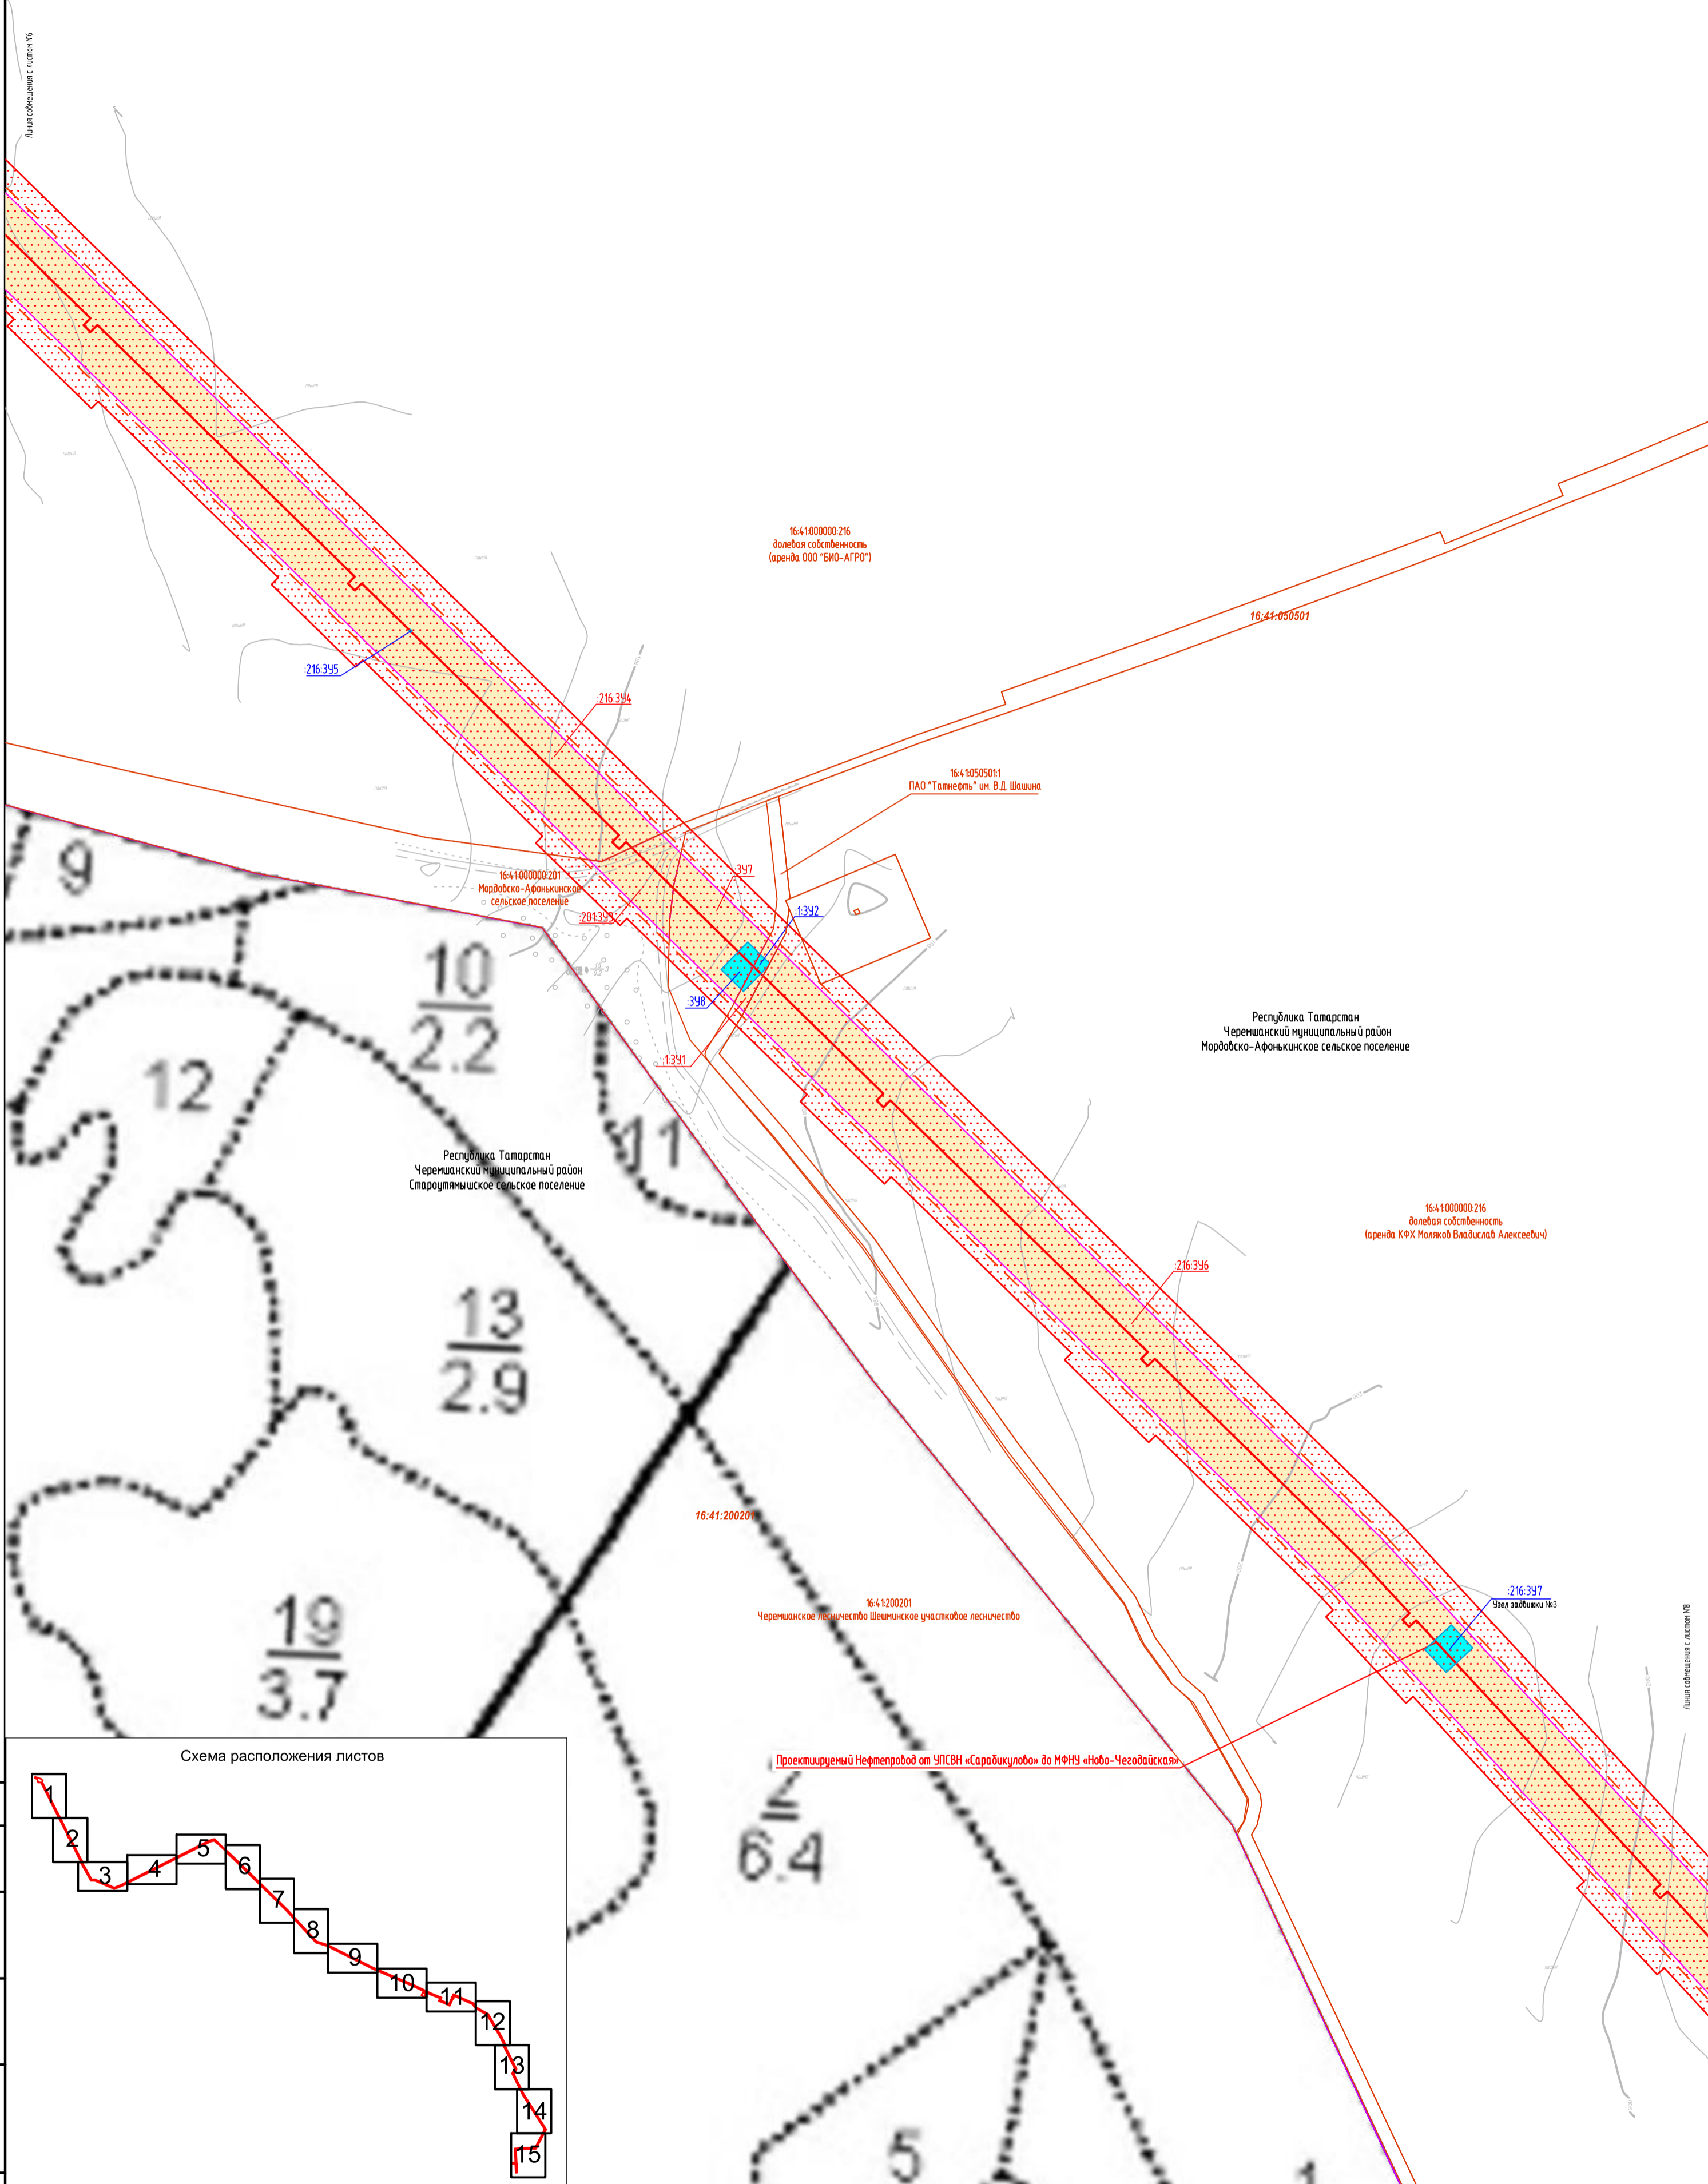 Линия совмещения с листом №6
16:41:000000:216
долевая собственность
(аренда ООО "БИО-АГРО")
16:41:050501
:216:ЗУ5
:216:ЗУ4
16:41:050501:1
ПАО "Татнефть" им. В.Д. Шашина
16:41:000000:201
Мордовско-Афонькинское
сельское поселение
:ЗУ7
:201:ЗУ3
:1:ЗУ2
:ЗУ8
:1:ЗУ1
9
10
2.2
12
11
Республика Татарстан
Черемшанский муниципальный район
Мордовско-Афонькинское сельское поселение
Республика Татарстан
Черемшанский муниципальный район
Староутямышское сельское поселение
16:41:000000:216
долевая собственность
(аренда КФХ Моляков Владислав Алексеевич)
:216:ЗУ6
13
2.9
16:41:200201
16:41:200201
Черемшанское лесничество Шешминское участковое лесничество
:216:ЗУ7
Узел задвижки №3
Линия совмещения с листом №8
19
3.7
Проектируемый Нефтепровод от УПСВН «Сарабикулово» до МФНУ «Ново-Чегодайская»
6.4
5
1
Схема расположения листов
1
2
3
4
5
6
7
8
9
10
11
12
13
14
15